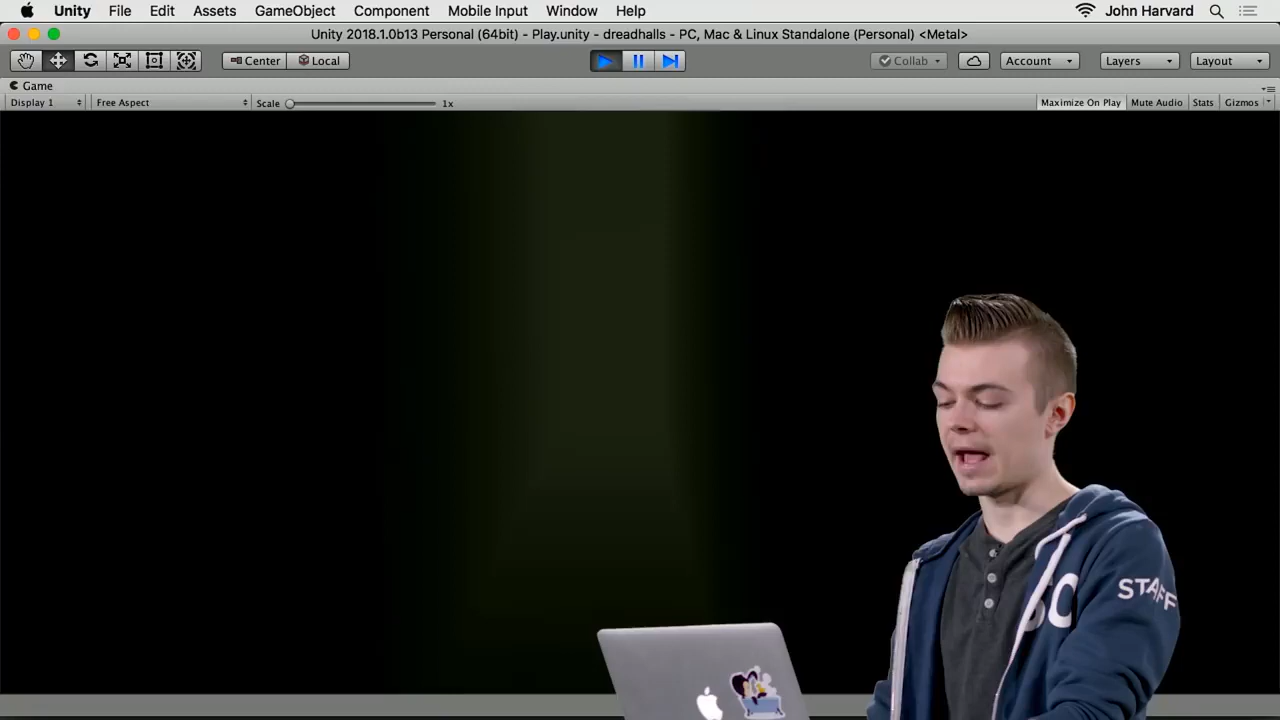 Unity File Edit Assets GameObject Component Mobile Input Window Help John Harvard
Unity 2018.1.0b13 Personal (64bit) - Play.unity - dreadhalls - PC, Mac & Linux Standalone (Personal) <Metal>
Center Local Collab Account Layers Layout
Game
Display 1 Free Aspect Scale 1x Maximize On Play Mute Audio Stats Gizmos
STAFF